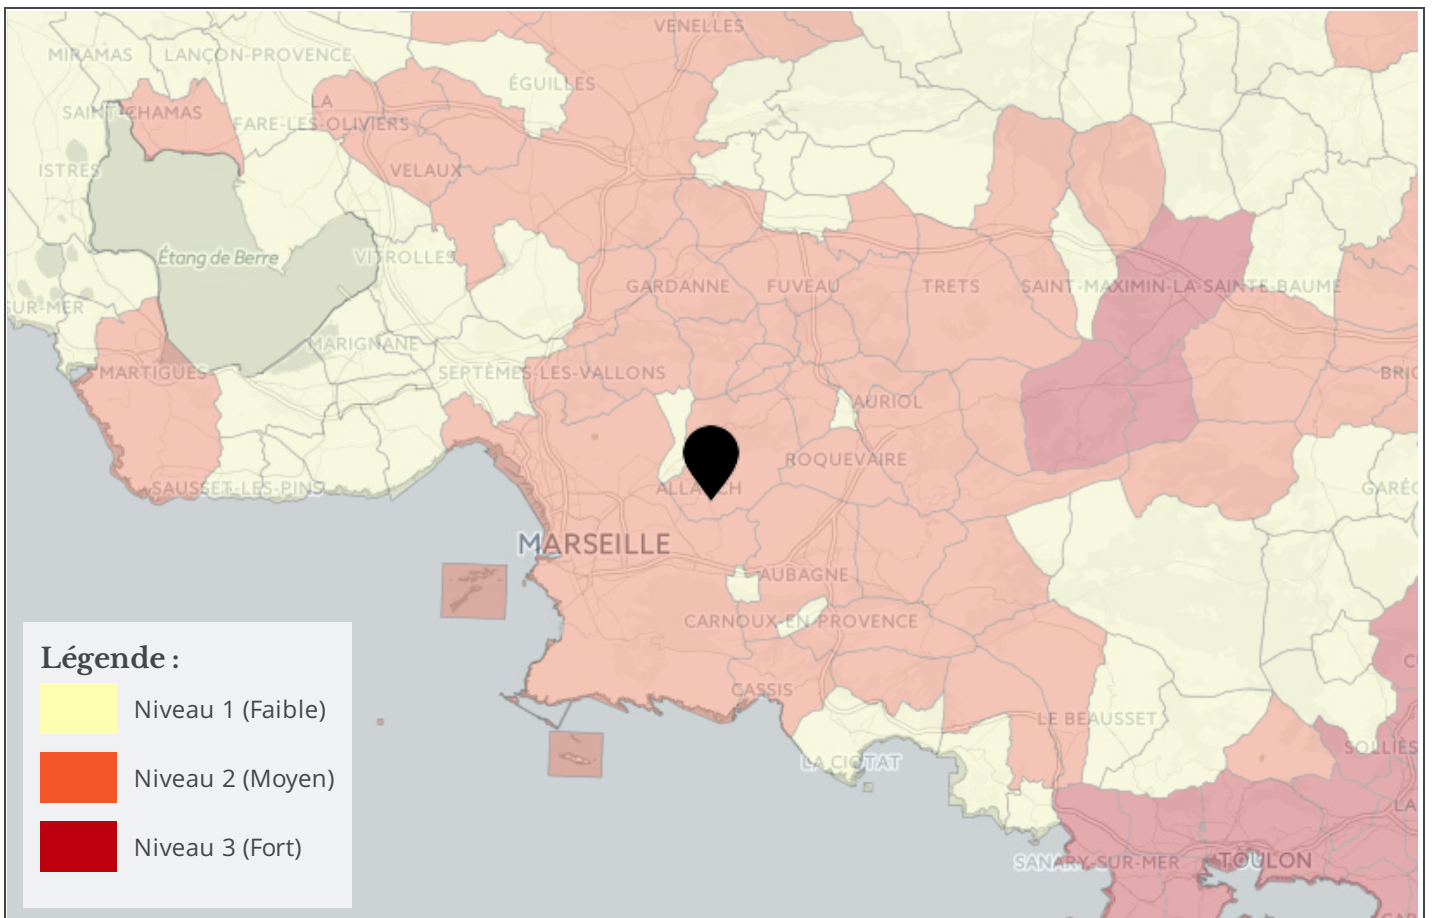 VENELLES
MIRAMAS
LANÇON-PROVENCE
ÉGUILLES
LA
FARE-LES-OLIVIERS
SAINT-CHAMAS
ISTRES
VELAUX
Étang de Berre
VITROLLES
GARDANNE
FUVEAU
TRETS
SAINT-MAXIMIN-LA-SAINTE-BAUME
SUR-MER
MARIGNANE
MARTIGUES
SEPTÈMES-LES-VALLONS
BRIG
AURIOL
ROQUEVAIRE
SAUSSET-LES-PINS
ALLAUCH
GARÉO
MARSEILLE
AUBAGNE
CARNOUX-EN-PROVENCE
CASSIS
LE BEAUSSET
SOLLIÈS
LA CIOTAT
LA
SANARY-SUR-MER
TOULON
Légende :
Niveau 1 (Faible)
Niveau 2 (Moyen)
Niveau 3 (Fort)